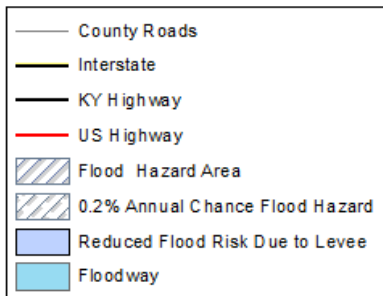 County Roads
Interstate
KY Highway
US Highway
Flood Hazard Area
0.2% Annual Chance Flood Hazard
Reduced Flood Risk Due to Levee
Floodway